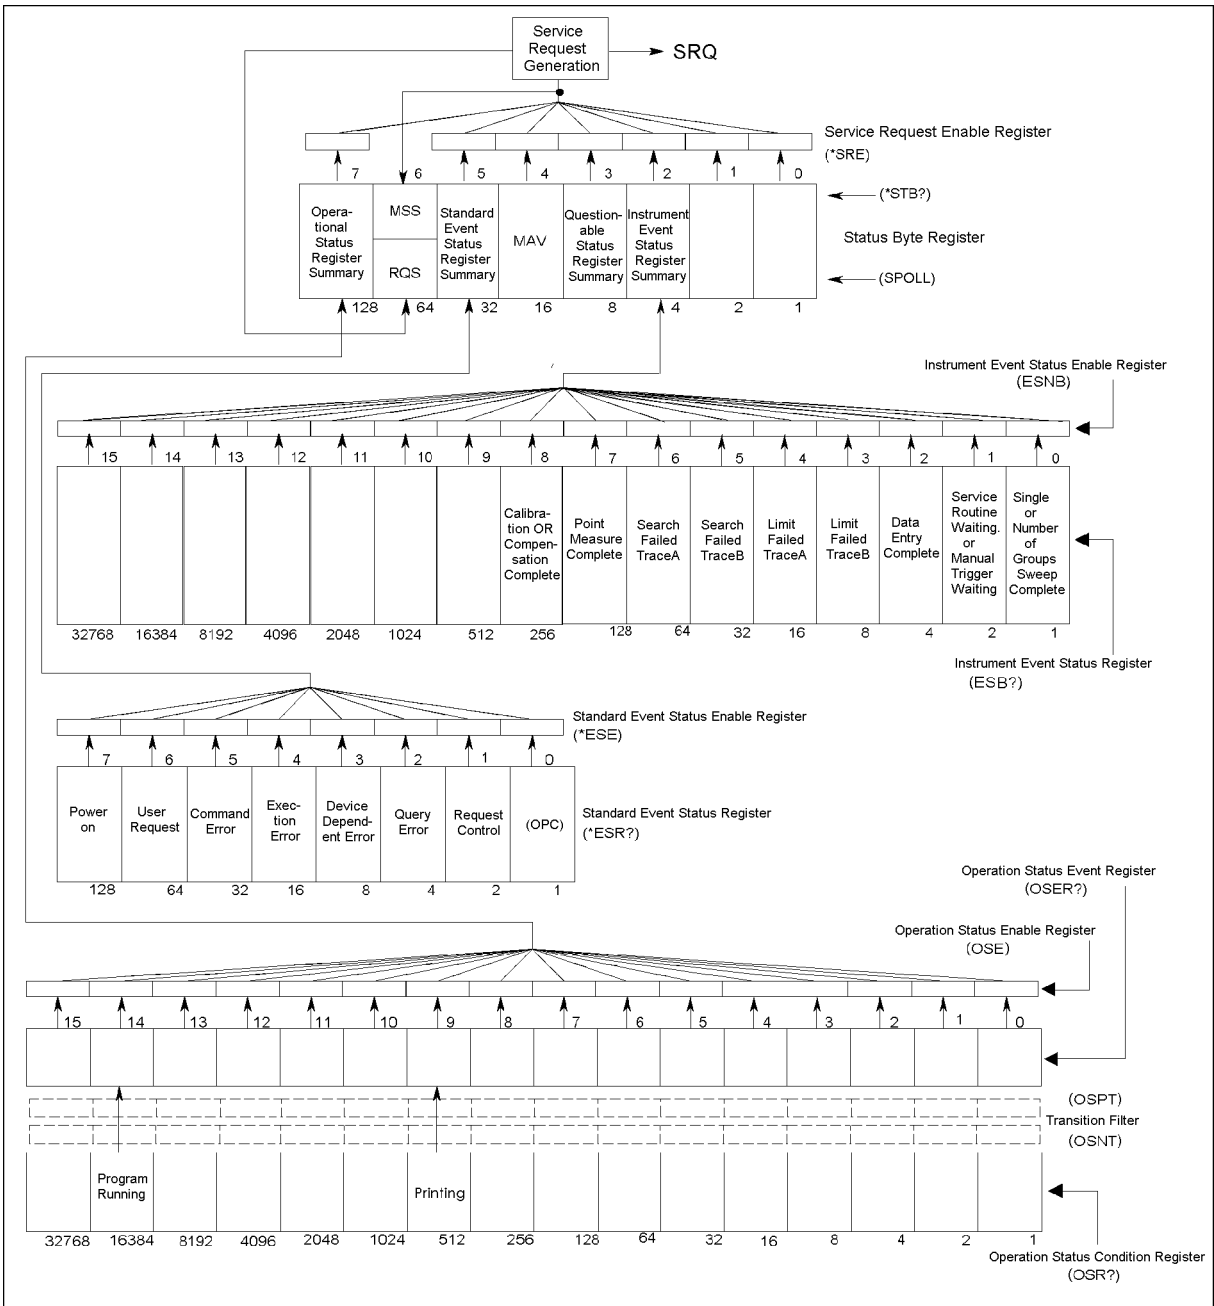 Service
Request
Generation
SRQ
Service Request Enable Register
(*SRE)
7 6 5 4 3 2 1 0
Opera-
tional
Status
Register
Summary
MSS
RQS
Standard
Event
Status
Register
Summary
MAV
Question-
able
Status
Register
Summary
Instrument
Event
Status
Register
Summary
(*STB?)
Status Byte Register
(SPOLL)
128 64 32 16 8 4 2 1
Instrument Event Status Enable Register
(ESNB)
15 14 13 12 11 10 9 8 7 6 5 4 3 2 1 0
Calibra-
tion OR
Compen-
sation
Complete
Point
Measure
Complete
Search
Failed
TraceA
Search
Failed
TraceB
Limit
Failed
TraceA
Limit
Failed
TraceB
Data
Entry
Complete
Service
Routine
Waiting.
or
Manual
Trigger
Waiting
Single
or
Number
of
Groups
Sweep
Complete
32768 16384 8192 4096 2048 1024 512 256 128 64 32 16 8 4 2 1
Instrument Event Status Register
(ESB?)
Standard Event Status Enable Register
(*ESE)
7 6 5 4 3 2 1 0
Power
on
User
Request
Command
Error
Exec-
tion
Error
Device
Depend-
ent Error
Query
Error
Request
Control
(OPC)
Standard Event Status Register
(*ESR?)
128 64 32 16 8 4 2 1
Operation Status Event Register
(OSER?)
Operation Status Enable Register
(OSE)
15 14 13 12 11 10 9 8 7 6 5 4 3 2 1 0
(OSPT)
Transition Filter
(OSNT)
Program
Running
Printing
32768 16384 8192 4096 2048 1024 512 256 128 64 32 16 8 4 2 1
Operation Status Condition Register
(OSR?)